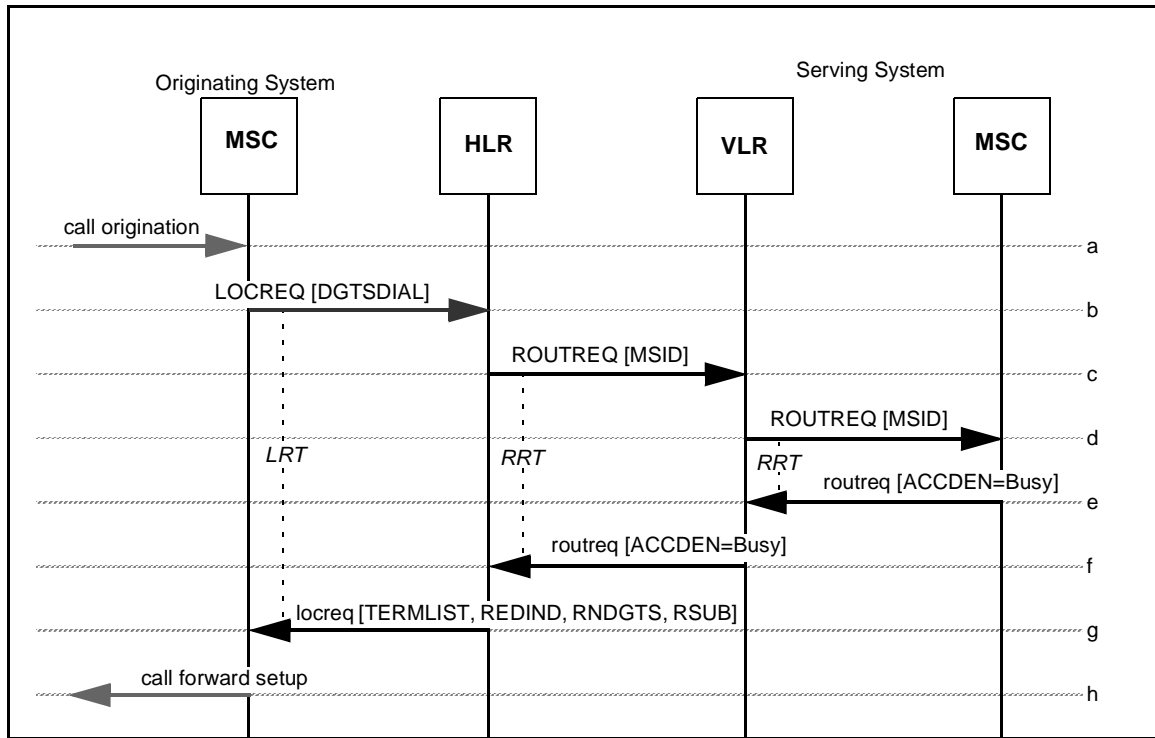 Originating System
Serving System
MSC
HLR
VLR
MSC
call origination
a
LOCREQ [DGTSDIAL]
b
ROUTREQ [MSID]
c
ROUTREQ [MSID]
d
LRT
RRT
RRT
routreq [ACCDEN=Busy]
e
routreq [ACCDEN=Busy]
f
locreq [TERMLIST, REDIND, RNDGTS, RSUB]
g
call forward setup
h